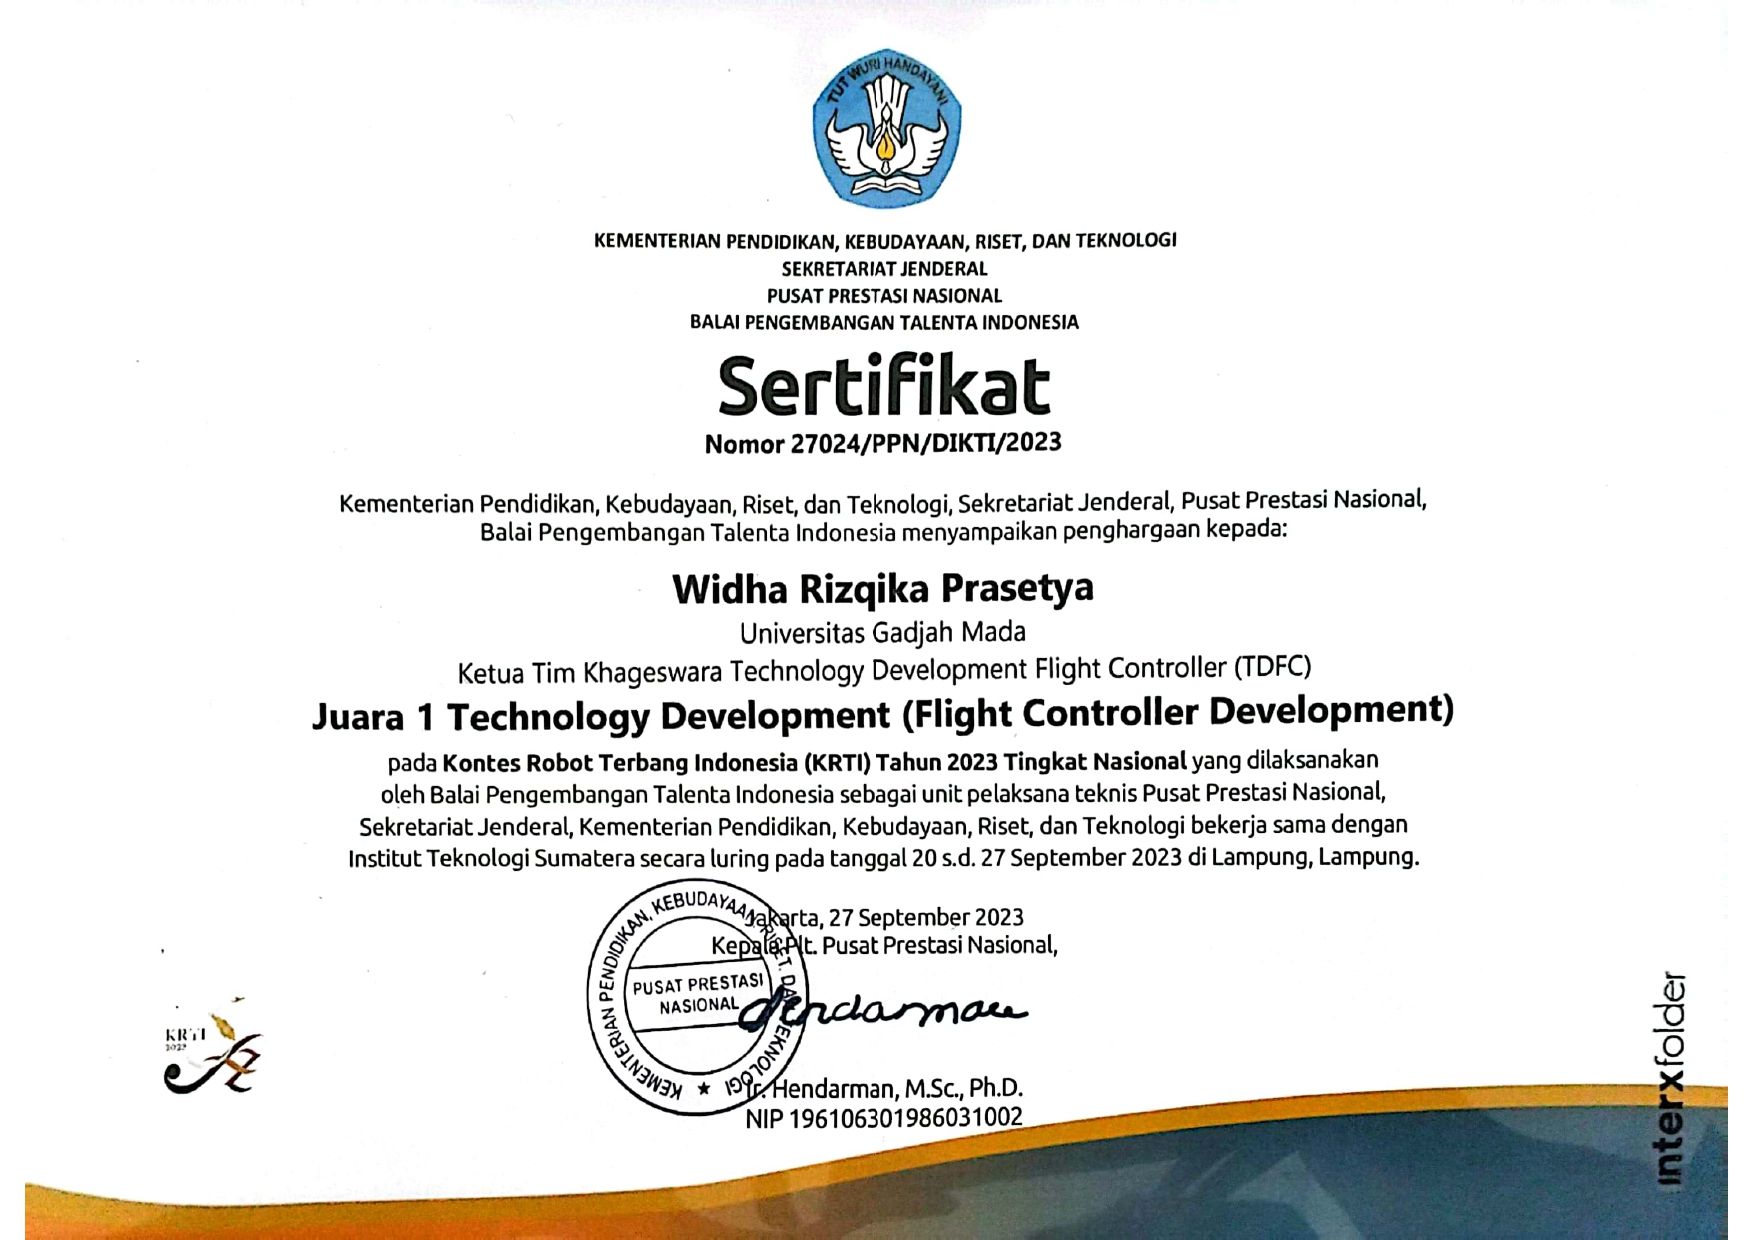 TUT WURI HANDAYANI
KEMENTERIAN PENDIDIKAN, KEBUDAYAAN, RISET, DAN TEKNOLOGI
SEKRETARIAT JENDERAL
PUSAT PRESTASI NASIONAL
BALAI PENGEMBANGAN TALENTA INDONESIA
Sertifikat
Nomor 27024/PPN/DIKTI/2023
Kementerian Pendidikan, Kebudayaan, Riset, dan Teknologi, Sekretariat Jenderal, Pusat Prestasi Nasional,
Balai Pengembangan Talenta Indonesia menyampaikan penghargaan kepada:
Widha Rizqika Prasetya
Universitas Gadjah Mada
Ketua Tim Khageswara Technology Development Flight Controller (TDFC)
Juara 1 Technology Development (Flight Controller Development)
pada Kontes Robot Terbang Indonesia (KRTI) Tahun 2023 Tingkat Nasional yang dilaksanakan
oleh Balai Pengembangan Talenta Indonesia sebagai unit pelaksana teknis Pusat Prestasi Nasional,
Sekretariat Jenderal, Kementerian Pendidikan, Kebudayaan, Riset, dan Teknologi bekerja sama dengan
Institut Teknologi Sumatera secara luring pada tanggal 20 s.d. 27 September 2023 di Lampung, Lampung.
Jakarta, 27 September 2023
Kepala Plt. Pusat Prestasi Nasional,
KEMENTERIAN PENDIDIKAN, KEBUDAYAAN, RISET, DAN TEKNOLOGI
PUSAT PRESTASI
NASIONAL
Hendarman
Ir. Hendarman, M.Sc., Ph.D.
NIP 196106301986031002
KRTI
2023
interxfolder